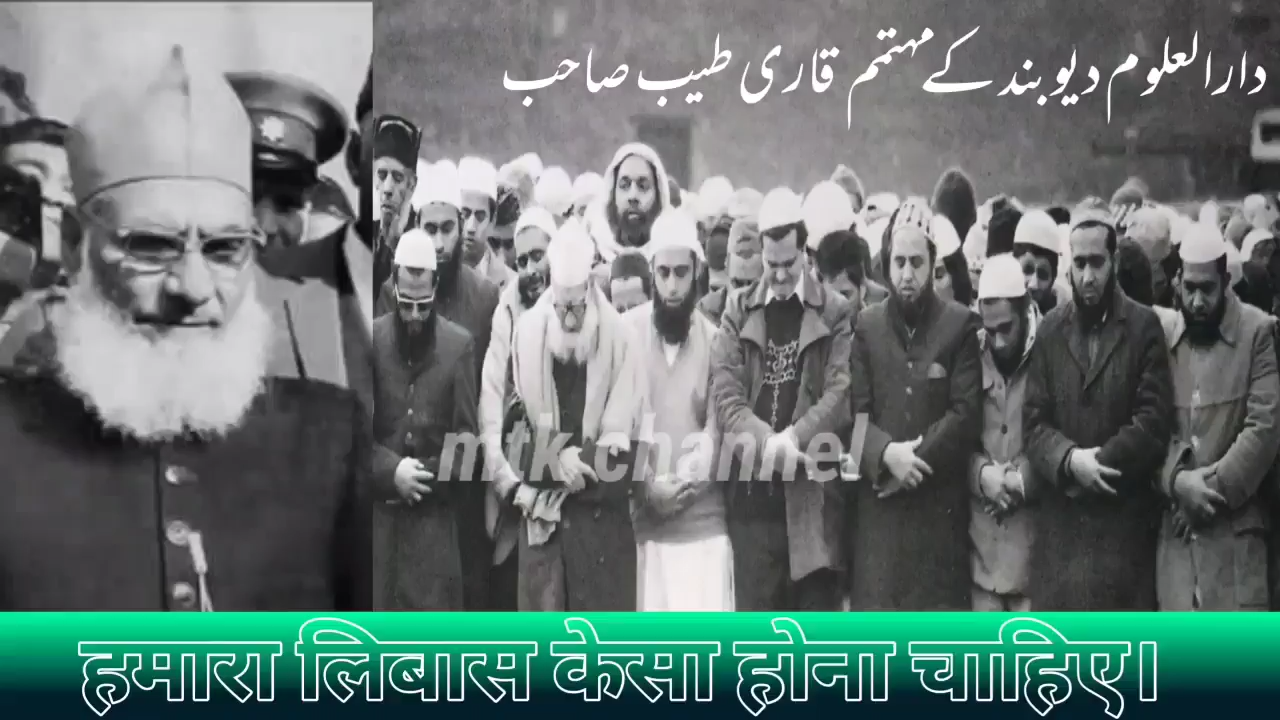 دارالعلوم دیوبند کے مہتمم قاری طیب صاحب
mtk channel
हमारा लिबास केसा होना चाहिए।